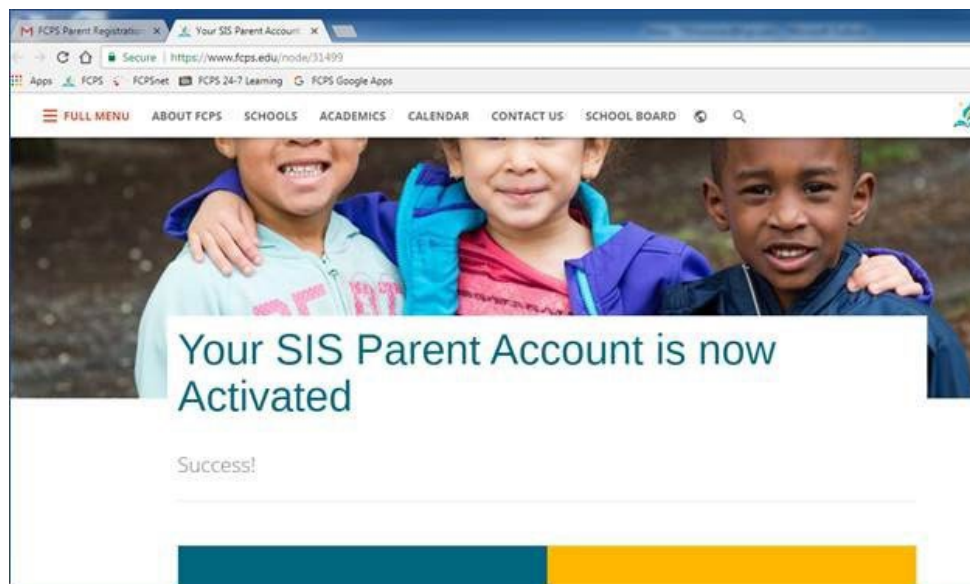 FCPS Parent Registration
Your SIS Parent Account
Secure | https://www.fcps.edu/node/31499
Apps FCPS FCPSnet FCPS 24-7 Learning G FCPS Google Apps
FULL MENU ABOUT FCPS SCHOOLS ACADEMICS CALENDAR CONTACT US SCHOOL BOARD
Your SIS Parent Account is now
Activated
Success!